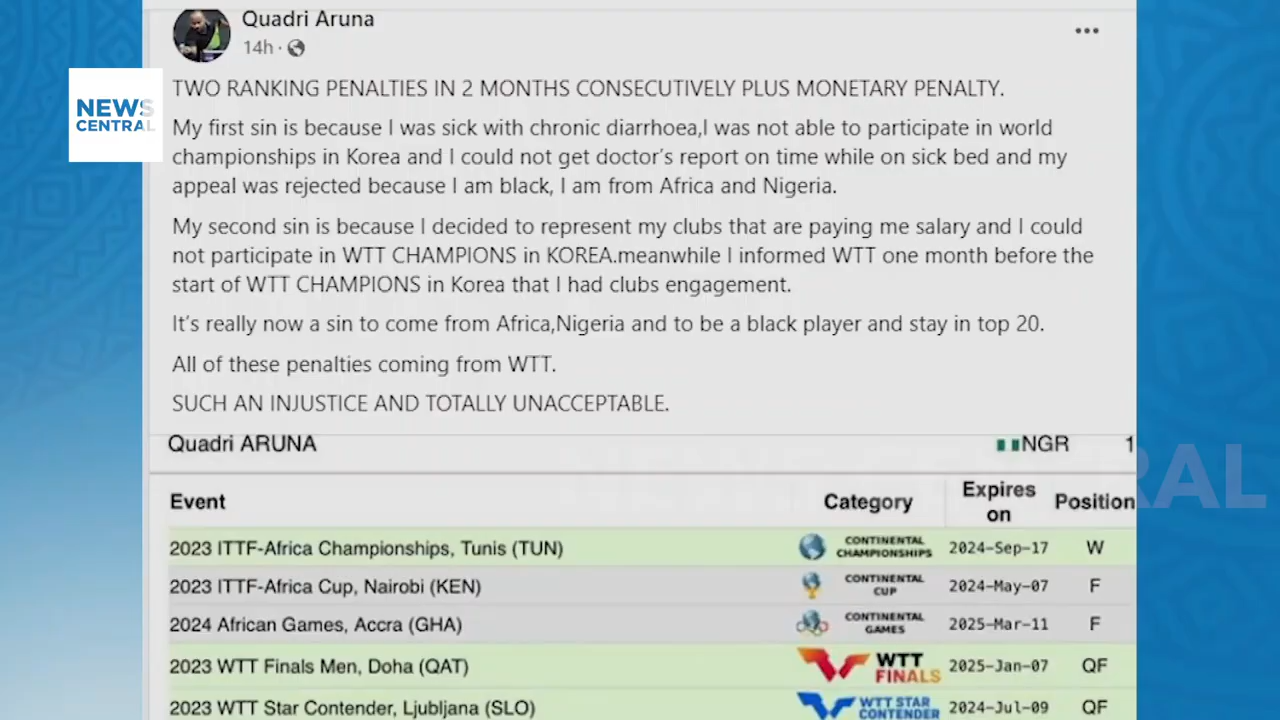 Quadri Aruna
14h ·
NEWS
CENTRAL
TWO RANKING PENALTIES IN 2 MONTHS CONSECUTIVELY PLUS MONETARY PENALTY.
My first sin is because I was sick with chronic diarrhoea,I was not able to participate in world
championships in Korea and I could not get doctor's report on time while on sick bed and my
appeal was rejected because I am black, I am from Africa and Nigeria.
My second sin is because I decided to represent my clubs that are paying me salary and I could
not participate in WTT CHAMPIONS in KOREA.meanwhile I informed WTT one month before the
start of WTT CHAMPIONS in Korea that I had clubs engagement.
It's really now a sin to come from Africa,Nigeria and to be a black player and stay in top 20.
All of these penalties coming from WTT.
SUCH AN INJUSTICE AND TOTALLY UNACCEPTABLE.
Quadri ARUNA NGR 1
Event Category Expires on Position
2023 ITTF-Africa Championships, Tunis (TUN) CONTINENTAL CHAMPIONSHIPS 2024-Sep-17 W
2023 ITTF-Africa Cup, Nairobi (KEN) CONTINENTAL CUP 2024-May-07 F
2024 African Games, Accra (GHA) CONTINENTAL GAMES 2025-Mar-11 F
2023 WTT Finals Men, Doha (QAT) WTT FINALS 2025-Jan-07 QF
2023 WTT Star Contender, Ljubljana (SLO) WTT STAR CONTENDER 2024-Jul-09 QF